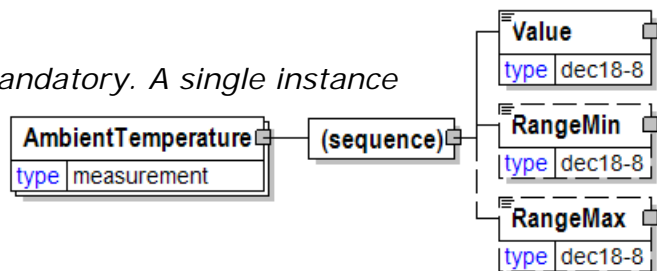 Value
type dec18-8
andatory. A single instance
AmbientTemperature
type measurement
(sequence)
RangeMin
type dec18-8
RangeMax
type dec18-8